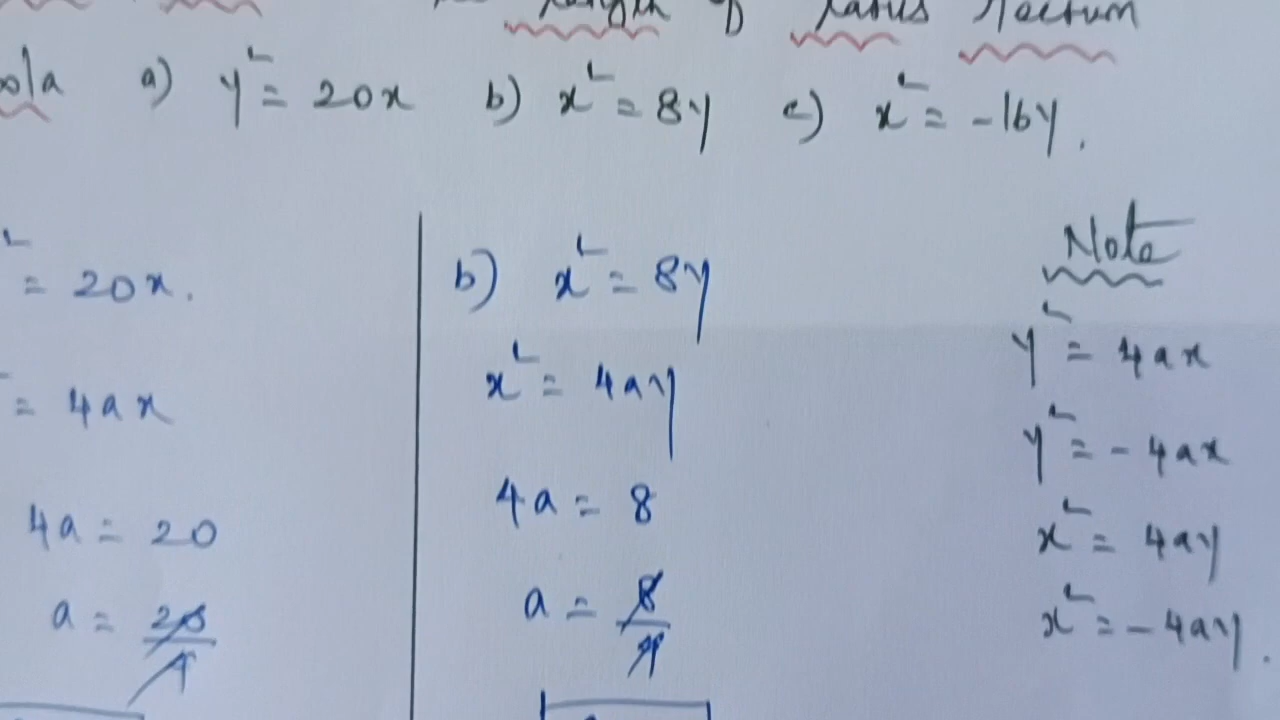 Length of Latus Rectum
a) y² = 20x b) x² = 8y c) x² = -16y.
² = 20x.
= 4ax
4a = 20
a = 20/4
b) x² = 8y
x² = 4ay
4a = 8
a = 8/4
Note
y² = 4ax
y² = -4ax
x² = 4ay
x² = -4ay.